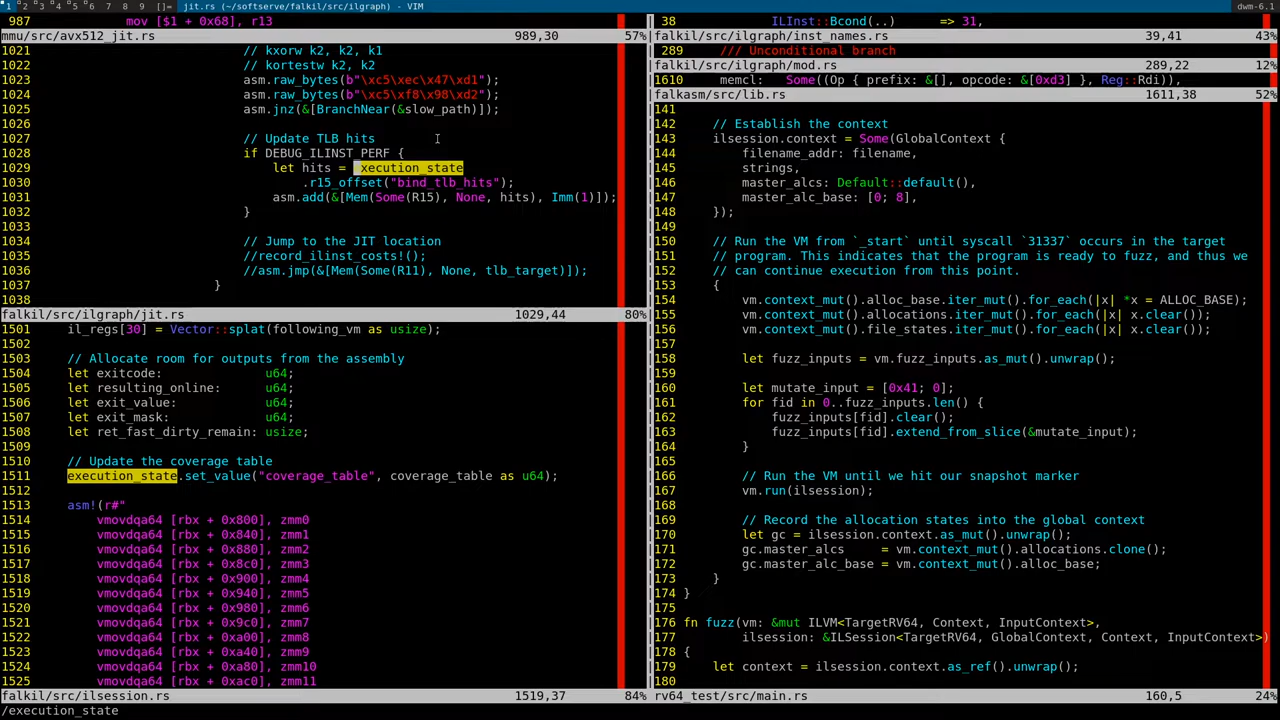 1 2 3 4 5 6 7 8 9 []= jit.rs (~/softserve/falkil/src/ilgraph) - VIM dwm-6.1
987 mov [$1 + 0x68], r13
mmu/src/avx512_jit.rs 989,30 57%
1021 // kxorw k2, k2, k1
1022 // kortestw k2, k2
1023 asm.raw_bytes(b"\xc5\xec\x47\xd1");
1024 asm.raw_bytes(b"\xc5\xf8\x98\xd2");
1025 asm.jnz(&[BranchNear(&slow_path)]);
1026
1027 // Update TLB hits
1028 if DEBUG_ILINST_PERF {
1029 let hits = execution_state
1030 .r15_offset("bind_tlb_hits");
1031 asm.add(&[Mem(Some(R15), None, hits), Imm(1)]);
1032 }
1033
1034 //Jump to the JIT location
1035 //record_ilinst_costs!();
1036 //asm.jmp(&[Mem(Some(R11), None, tlb_target)]);
1037 }
1038
falkil/src/ilgraph/jit.rs 1029,44 80%
1501 il_regs[30] = Vector::splat(following_vm as usize);
1502
1503 // Allocate room for outputs from the assembly
1504 let exitcode: u64;
1505 let resulting_online: u64;
1506 let exit_value: u64;
1507 let exit_mask: u64;
1508 let ret_fast_dirty_remain: usize;
1509
1510 // Update the coverage table
1511 execution_state.set_value("coverage_table", coverage_table as u64);
1512
1513 asm!(r#"
1514 vmovdqa64 [rbx + 0x800], zmm0
1515 vmovdqa64 [rbx + 0x840], zmm1
1516 vmovdqa64 [rbx + 0x880], zmm2
1517 vmovdqa64 [rbx + 0x8c0], zmm3
1518 vmovdqa64 [rbx + 0x900], zmm4
1519 vmovdqa64 [rbx + 0x940], zmm5
1520 vmovdqa64 [rbx + 0x980], zmm6
1521 vmovdqa64 [rbx + 0x9c0], zmm7
1522 vmovdqa64 [rbx + 0xa00], zmm8
1523 vmovdqa64 [rbx + 0xa40], zmm9
1524 vmovdqa64 [rbx + 0xa80], zmm10
1525 vmovdqa64 [rbx + 0xac0], zmm11
falkil/src/ilsession.rs 1519,37 84%
/execution_state
38 ILInst::Bcond(..) => 31,
falkil/src/ilgraph/inst_names.rs 39,41 43%
289 /// Unconditional branch
falkil/src/ilgraph/mod.rs 289,22 12%
1610 memcl: Some((Op { prefix: &[], opcode: &[0xd3] }, Reg::Rdi)),
falkasm/src/lib.rs 1611,38 52%
141
142 // Establish the context
143 ilsession.context = Some(GlobalContext {
144 filename_addr: filename,
145 strings,
146 master_alcs: Default::default(),
147 master_alc_base: [0; 8],
148 });
149
150 // Run the VM from `_start` until syscall `31337` occurs in the target
151 // program. This indicates that the program is ready to fuzz, and thus we
152 // can continue execution from this point.
153 {
154 vm.context_mut().alloc_base.iter_mut().for_each(|x| *x = ALLOC_BASE);
155 vm.context_mut().allocations.iter_mut().for_each(|x| x.clear());
156 vm.context_mut().file_states.iter_mut().for_each(|x| x.clear());
157
158 let fuzz_inputs = vm.fuzz_inputs.as_mut().unwrap();
159
160 let mutate_input = [0x41; 0];
161 for fid in 0..fuzz_inputs.len() {
162 fuzz_inputs[fid].clear();
163 fuzz_inputs[fid].extend_from_slice(&mutate_input);
164 }
165
166 // Run the VM until we hit our snapshot marker
167 vm.run(ilsession);
168
169 // Record the allocation states into the global context
170 let gc = ilsession.context.as_mut().unwrap();
171 gc.master_alcs = vm.context_mut().allocations.clone();
172 gc.master_alc_base = vm.context_mut().alloc_base;
173 }
174 }
175
176 fn fuzz(vm: &mut ILVM<TargetRV64, Context, InputContext>,
177 ilsession: &ILSession<TargetRV64, GlobalContext, Context, InputContext>)
178 {
179 let context = ilsession.context.as_ref().unwrap();
180
rv64_test/src/main.rs 160,5 24%